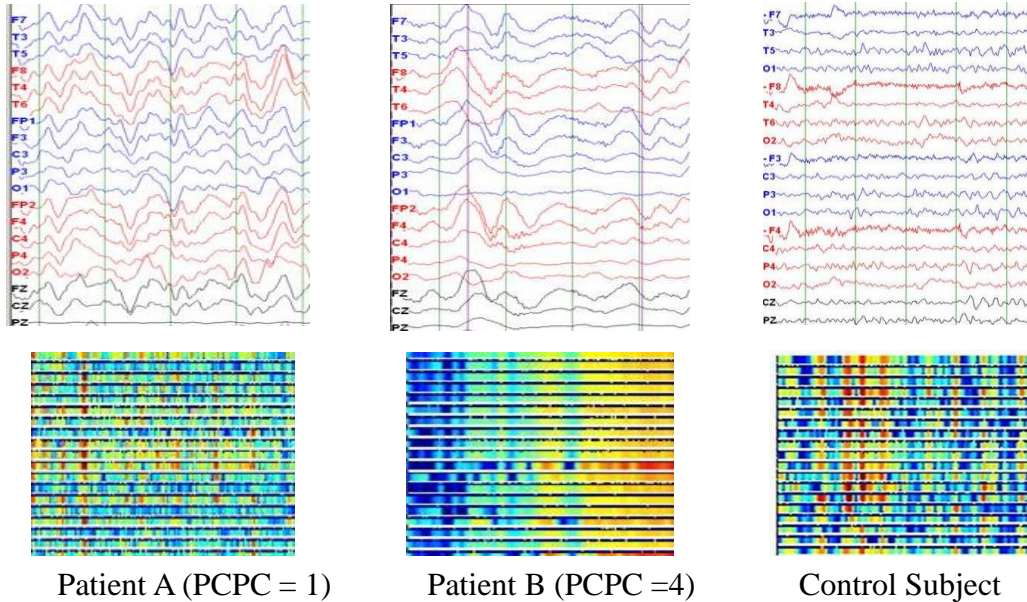 F7
T3
T5
F8
T4
T6
FP1
F3
C3
P3
O1
FP2
F4
C4
P4
O2
FZ
CZ
PZ
F7
T3
T5
F8
T4
T6
FP1
F3
C3
P3
O1
FP2
F4
C4
P4
O2
FZ
CZ
PZ
-F7
T3
T5
O1
-F8
T4
T6
O2
-F3
C3
P3
O1
-F4
C4
P4
O2
CZ
PZ
Patient A (PCPC = 1)
Patient B (PCPC =4)
Control Subject